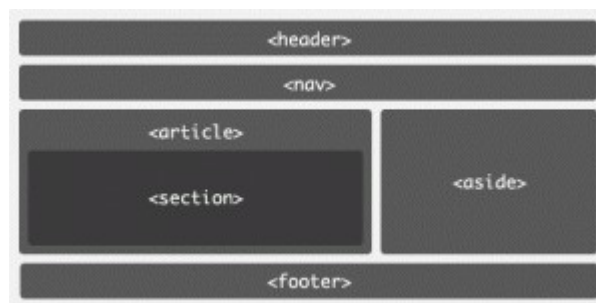 <header>
<nav>
<article>
<section>
<aside>
<footer>